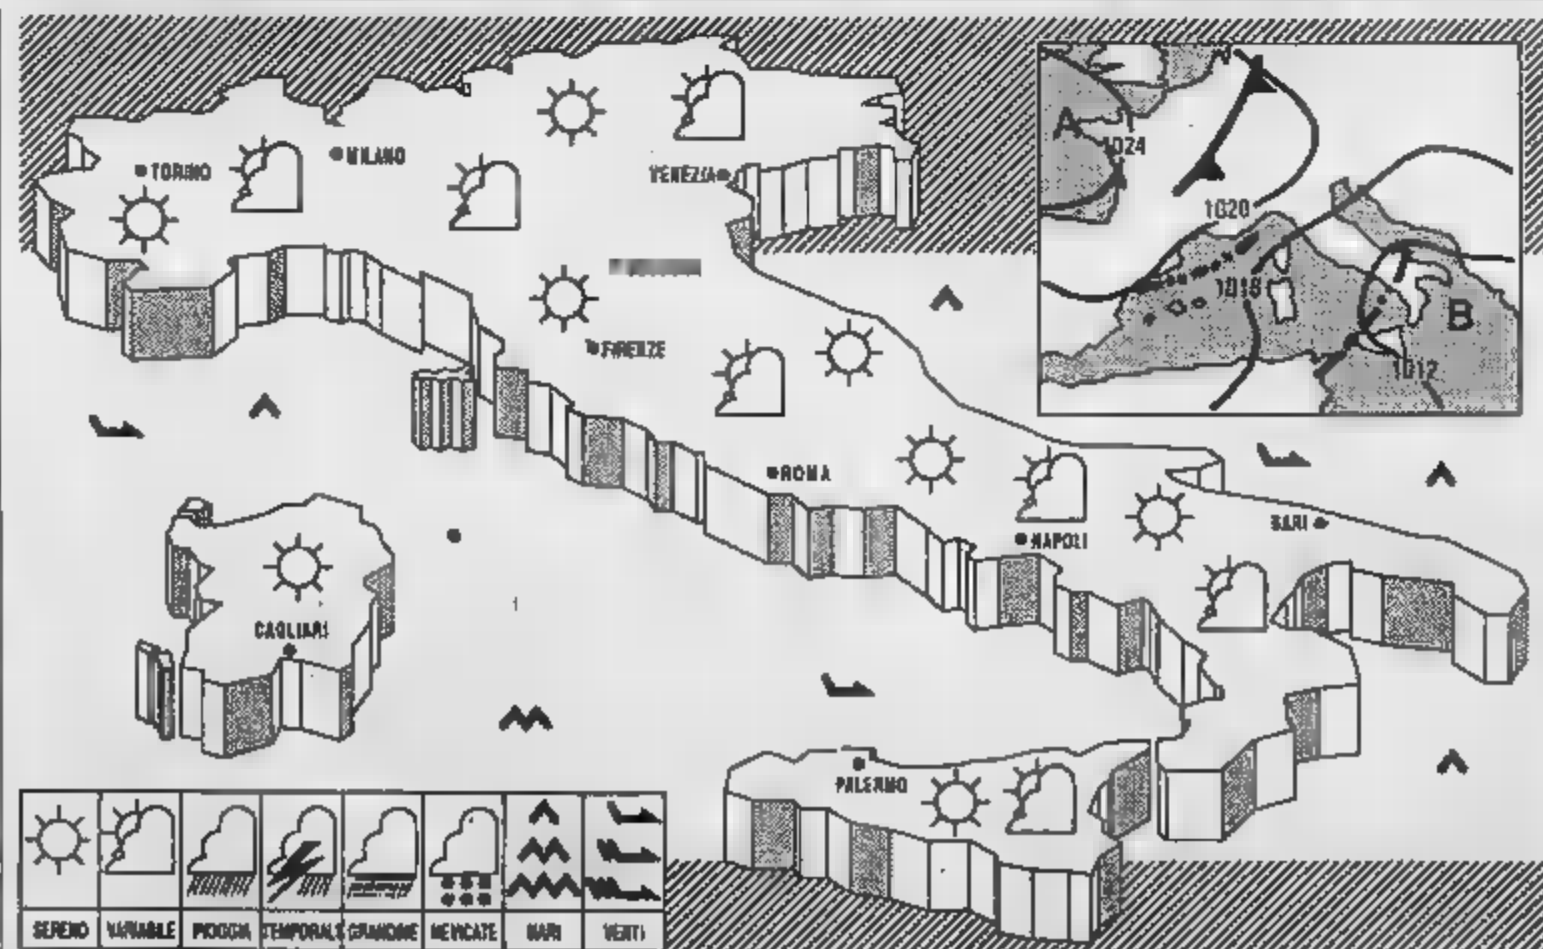 A
1024
TORINO
MILANO
VENEZIA
1020
1016
B
FIRENZE
1012
ROMA
BARI
NAPOLI
CAGLIARI
PALERMO
SERENO VARIABILE PIOGGIA TEMPORALE GRANDINE NEVICATE MARI VENTI